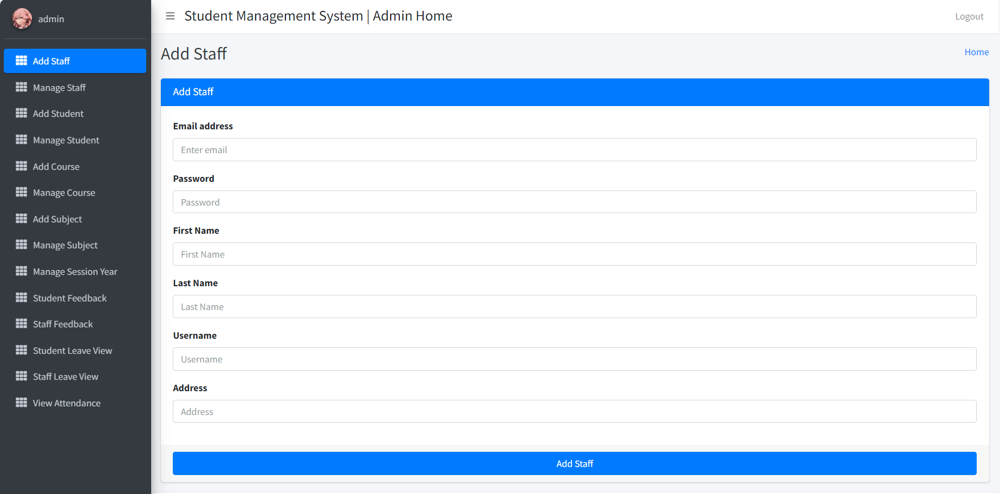 admin
Add Staff
Manage Staff
Add Student
Manage Student
Add Course
Manage Course
Add Subject
Manage Subject
Manage Session Year
Student Feedback
Staff Feedback
Student Leave View
Staff Leave View
View Attendance
Student Management System | Admin Home
Logout
Add Staff
Home
Add Staff
Email address
Enter email
Password
Password
First Name
First Name
Last Name
Last Name
Username
Username
Address
Address
Add Staff